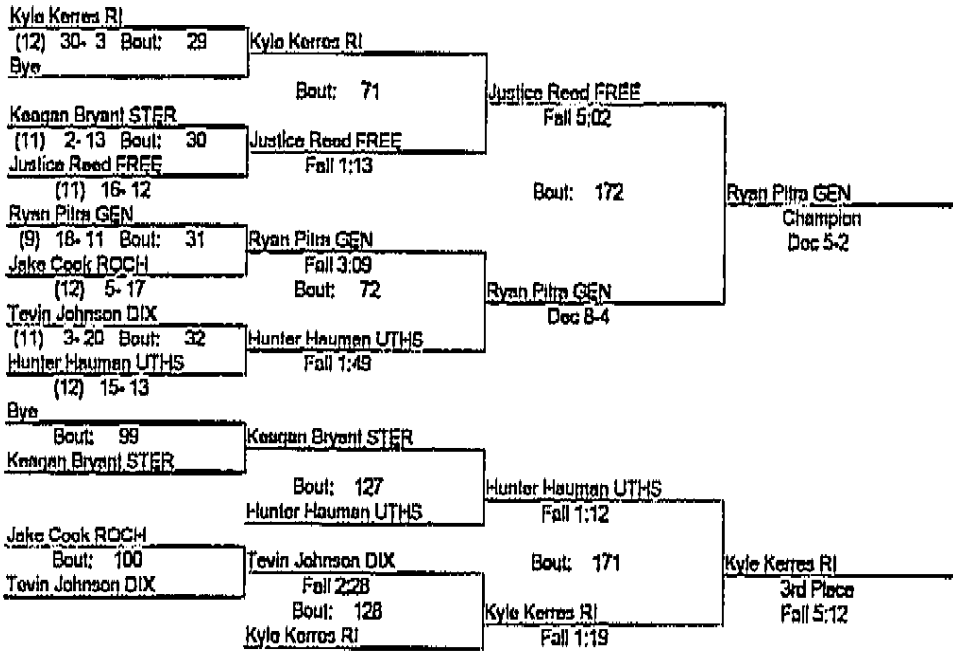 Kyle Kerres RI
(12) 30- 3 Bout: 29
Bye
Kyle Kerres RI
Bout: 71
Keegan Bryant STER
(11) 2- 13 Bout: 30
Justice Reed FREE
(11) 16- 12
Justice Reed FREE
Fall 1:13
Justice Reed FREE
Fall 5:02
Bout: 172
Ryan Pitra GEN
(9) 18- 11 Bout: 31
Jake Cook ROCH
(12) 5- 17
Ryan Pitra GEN
Fall 3:09
Bout: 72
Tevin Johnson DIX
(11) 3- 20 Bout: 32
Hunter Hauman UTHS
(12) 15- 13
Hunter Hauman UTHS
Fall 1:49
Ryan Pitra GEN
Dec 8-4
Ryan Pitra GEN
Champion
Dec 5-2
Bye
Bout: 99
Keegan Bryant STER
Keegan Bryant STER
Bout: 127
Hunter Hauman UTHS
Hunter Hauman UTHS
Fall 1:12
Jake Cook ROCH
Bout: 100
Tevin Johnson DIX
Tevin Johnson DIX
Fall 2:28
Bout: 128
Kyle Kerres RI
Bout: 171
Kyle Kerres RI
Fall 1:19
Kyle Kerres RI
3rd Place
Fall 5:12